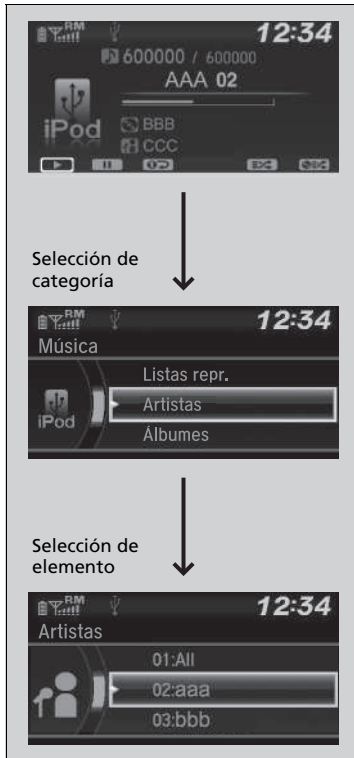 RM 12:34
600000 / 600000
AAA 02
iPod
BBB
CCC
Selección de
categoría
RM 12:34
Música
Listas repr.
iPod
Artistas
Álbumes
Selección de
elemento
RM 12:34
Artistas
01:All
02:aaa
03:bbb